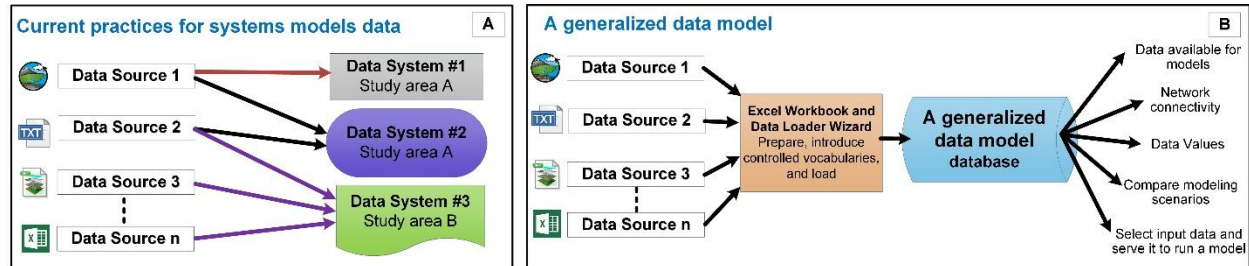 Current practices for systems models data
A
Data Source 1
TXT
Data Source 2
Data Source 3
Data Source n
Data System #1
Study area A
Data System #2
Study area A
Data System #3
Study area B
A generalized data model
B
Data Source 1
TXT
Data Source 2
Data Source 3
Data Source n
Excel Workbook and
Data Loader Wizard
Prepare, introduce
controlled vocabularies,
and load
A generalized
data model
database
Data available for
models
Network
connectivity
Data Values
Compare modeling
scenarios
Select input data and
serve it to run a model